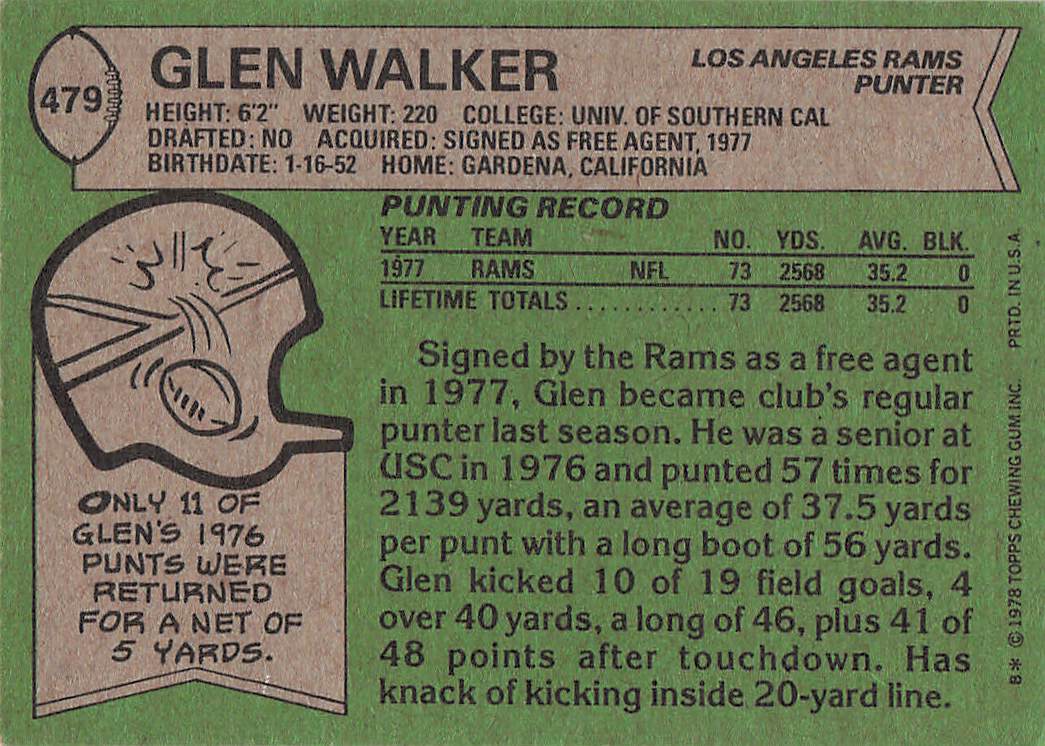 479
GLEN WALKER
LOS ANGELES RAMS
PUNTER
HEIGHT: 6'2" WEIGHT: 220 COLLEGE: UNIV. OF SOUTHERN CAL
DRAFTED: NO ACQUIRED: SIGNED AS FREE AGENT, 1977
BIRTHDATE: 1-16-52 HOME: GARDENA, CALIFORNIA
PUNTING RECORD
YEAR TEAM NO. YDS. AVG. BLK.
1977 RAMS NFL 73 2568 35.2 0
LIFETIME TOTALS............ 73 2568 35.2 0
Signed by the Rams as a free agent
in 1977, Glen became club's regular
punter last season. He was a senior at
USC in 1976 and punted 57 times for
2139 yards, an average of 37.5 yards
per punt with a long boot of 56 yards.
Glen kicked 10 of 19 field goals, 4
over 40 yards, a long of 46, plus 41 of
48 points after touchdown. Has
knack of kicking inside 20-yard line.
ONLY 11 OF
GLEN'S 1976
PUNTS WERE
RETURNED
FOR A NET OF
5 YARDS.
B* © 1978 TOPPS CHEWING GUM INC. PRTD. IN U.S.A.